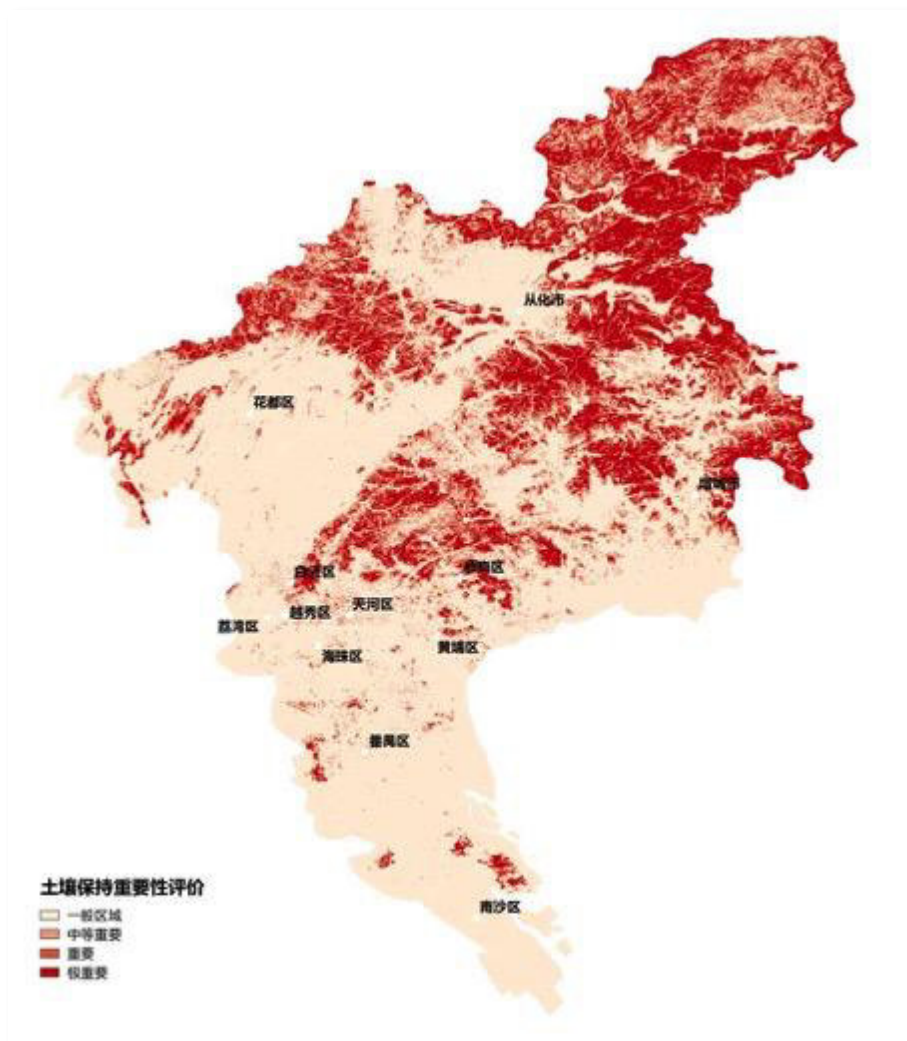 从化市
花都区
增城市
白云区
萝岗区
越秀区
天河区
荔湾区
海珠区
黄埔区
番禺区
南沙区
土壤保持重要性评价
一般区域
中等重要
重要
极重要